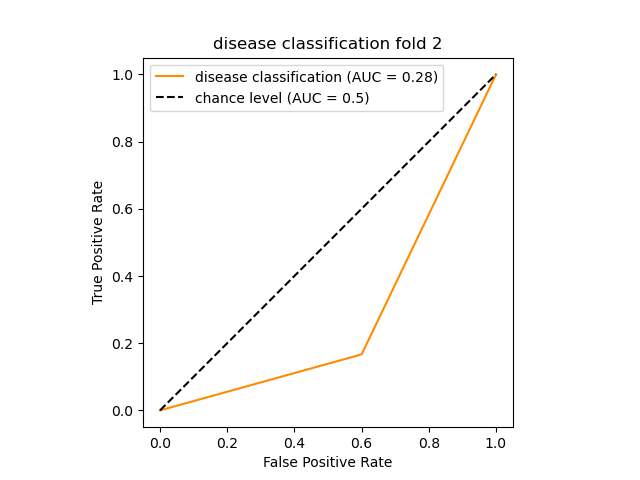 disease classification fold 2
disease classification (AUC = 0.28)
chance level (AUC = 0.5)
True Positive Rate
1.0
0.8
0.6
0.4
0.2
0.0
0.0 0.2 0.4 0.6 0.8 1.0
False Positive Rate